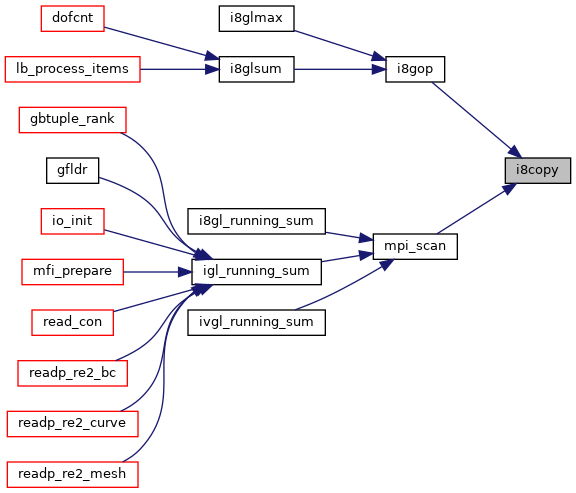 dofcnt
i8glmax
lb_process_items
i8glsum
i8gop
gbtuple_rank
gfldr
i8copy
io_init
i8gl_running_sum
mpi_scan
mfi_prepare
igl_running_sum
read_con
ivgl_running_sum
readp_re2_bc
readp_re2_curve
readp_re2_mesh